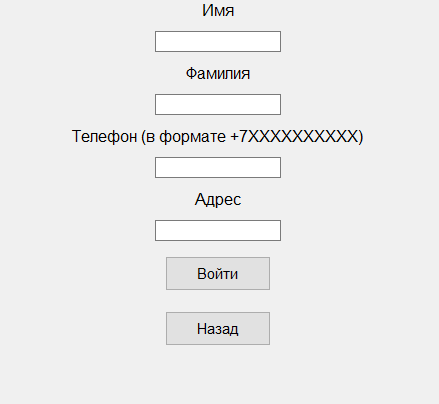 Имя
Фамилия
Телефон (в формате +7XXXXXXXXXX)
Адрес
Войти
Назад